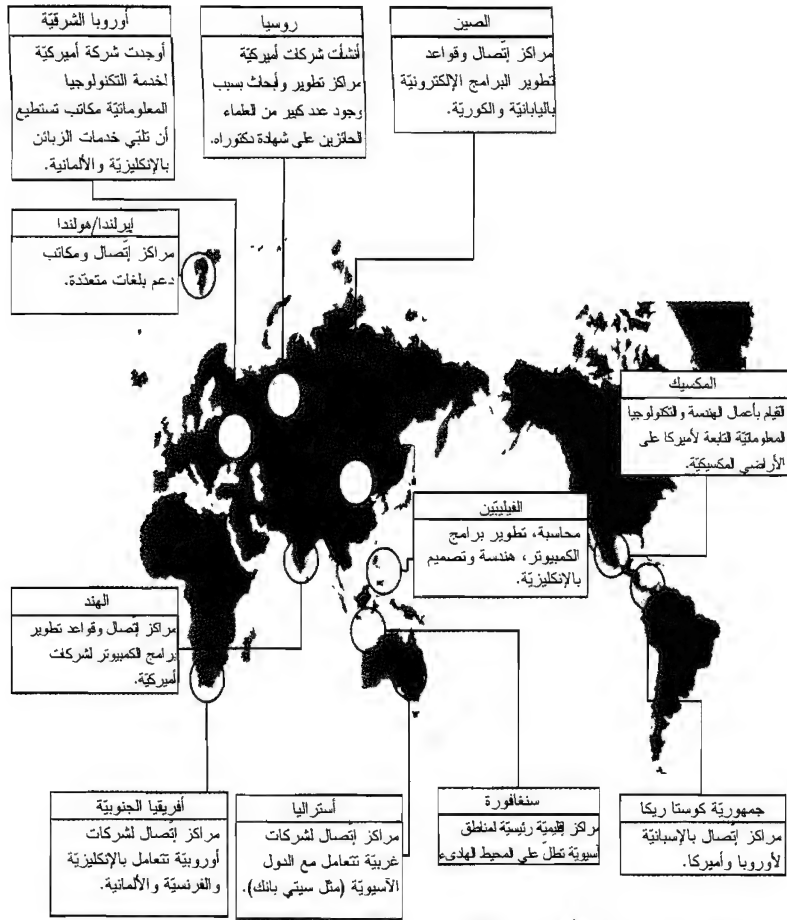 الصين
مراكز إتّصال وقواعد
تطوير البرامج الإلكترونيّة
باليابانيّة والكوريّة.
روسيا
أنشأت شركات أميركيّة
مراكز تطوير وأبحاث بسبب
وجود عدد كبير من العلماء
الحائزين على شهادة دكتوراه.
أوروبا الشرقيّة
أوجدت شركة أميركيّة
لخدمة التكنولوجيا
المعلوماتيّة مكاتب تستطيع
أن تلبّي خدمات الزبائن
بالإنكليزيّة والألمانية.
إيرلندا/هولندا
مراكز إتّصال ومكاتب
دعم بلغات متعدّدة.
المكسيك
القيام بأعمال الهندسة والتكنولوجيا
المعلوماتيّة التابعة لأميركا على
الأراضي المكسيكيّة.
الفيليبّين
محاسبة، تطوير برامج
الكمبيوتر، هندسة وتصميم
بالإنكليزيّة.
الهند
مراكز إتّصال وقواعد تطوير
برامج الكمبيوتر لشركات
أميركيّة.
جمهوريّة كوستا ريكا
مراكز إتّصال بالإسبانيّة
لأوروبا وأميركا.
سنغافورة
مراكز إقليميّة رئيسيّة لمناطق
آسيويّة تطلّ على المحيط الهادىء
أستراليا
مراكز إتّصال لشركات
غربيّة تتعامل مع الدول
الآسيويّة (مثل سيتي بانك).
أفريقيا الجنوبيّة
مراكز إتّصال لشركات
أوروبيّة تتعامل بالإنكليزيّة
والفرنسيّة والألمانية.